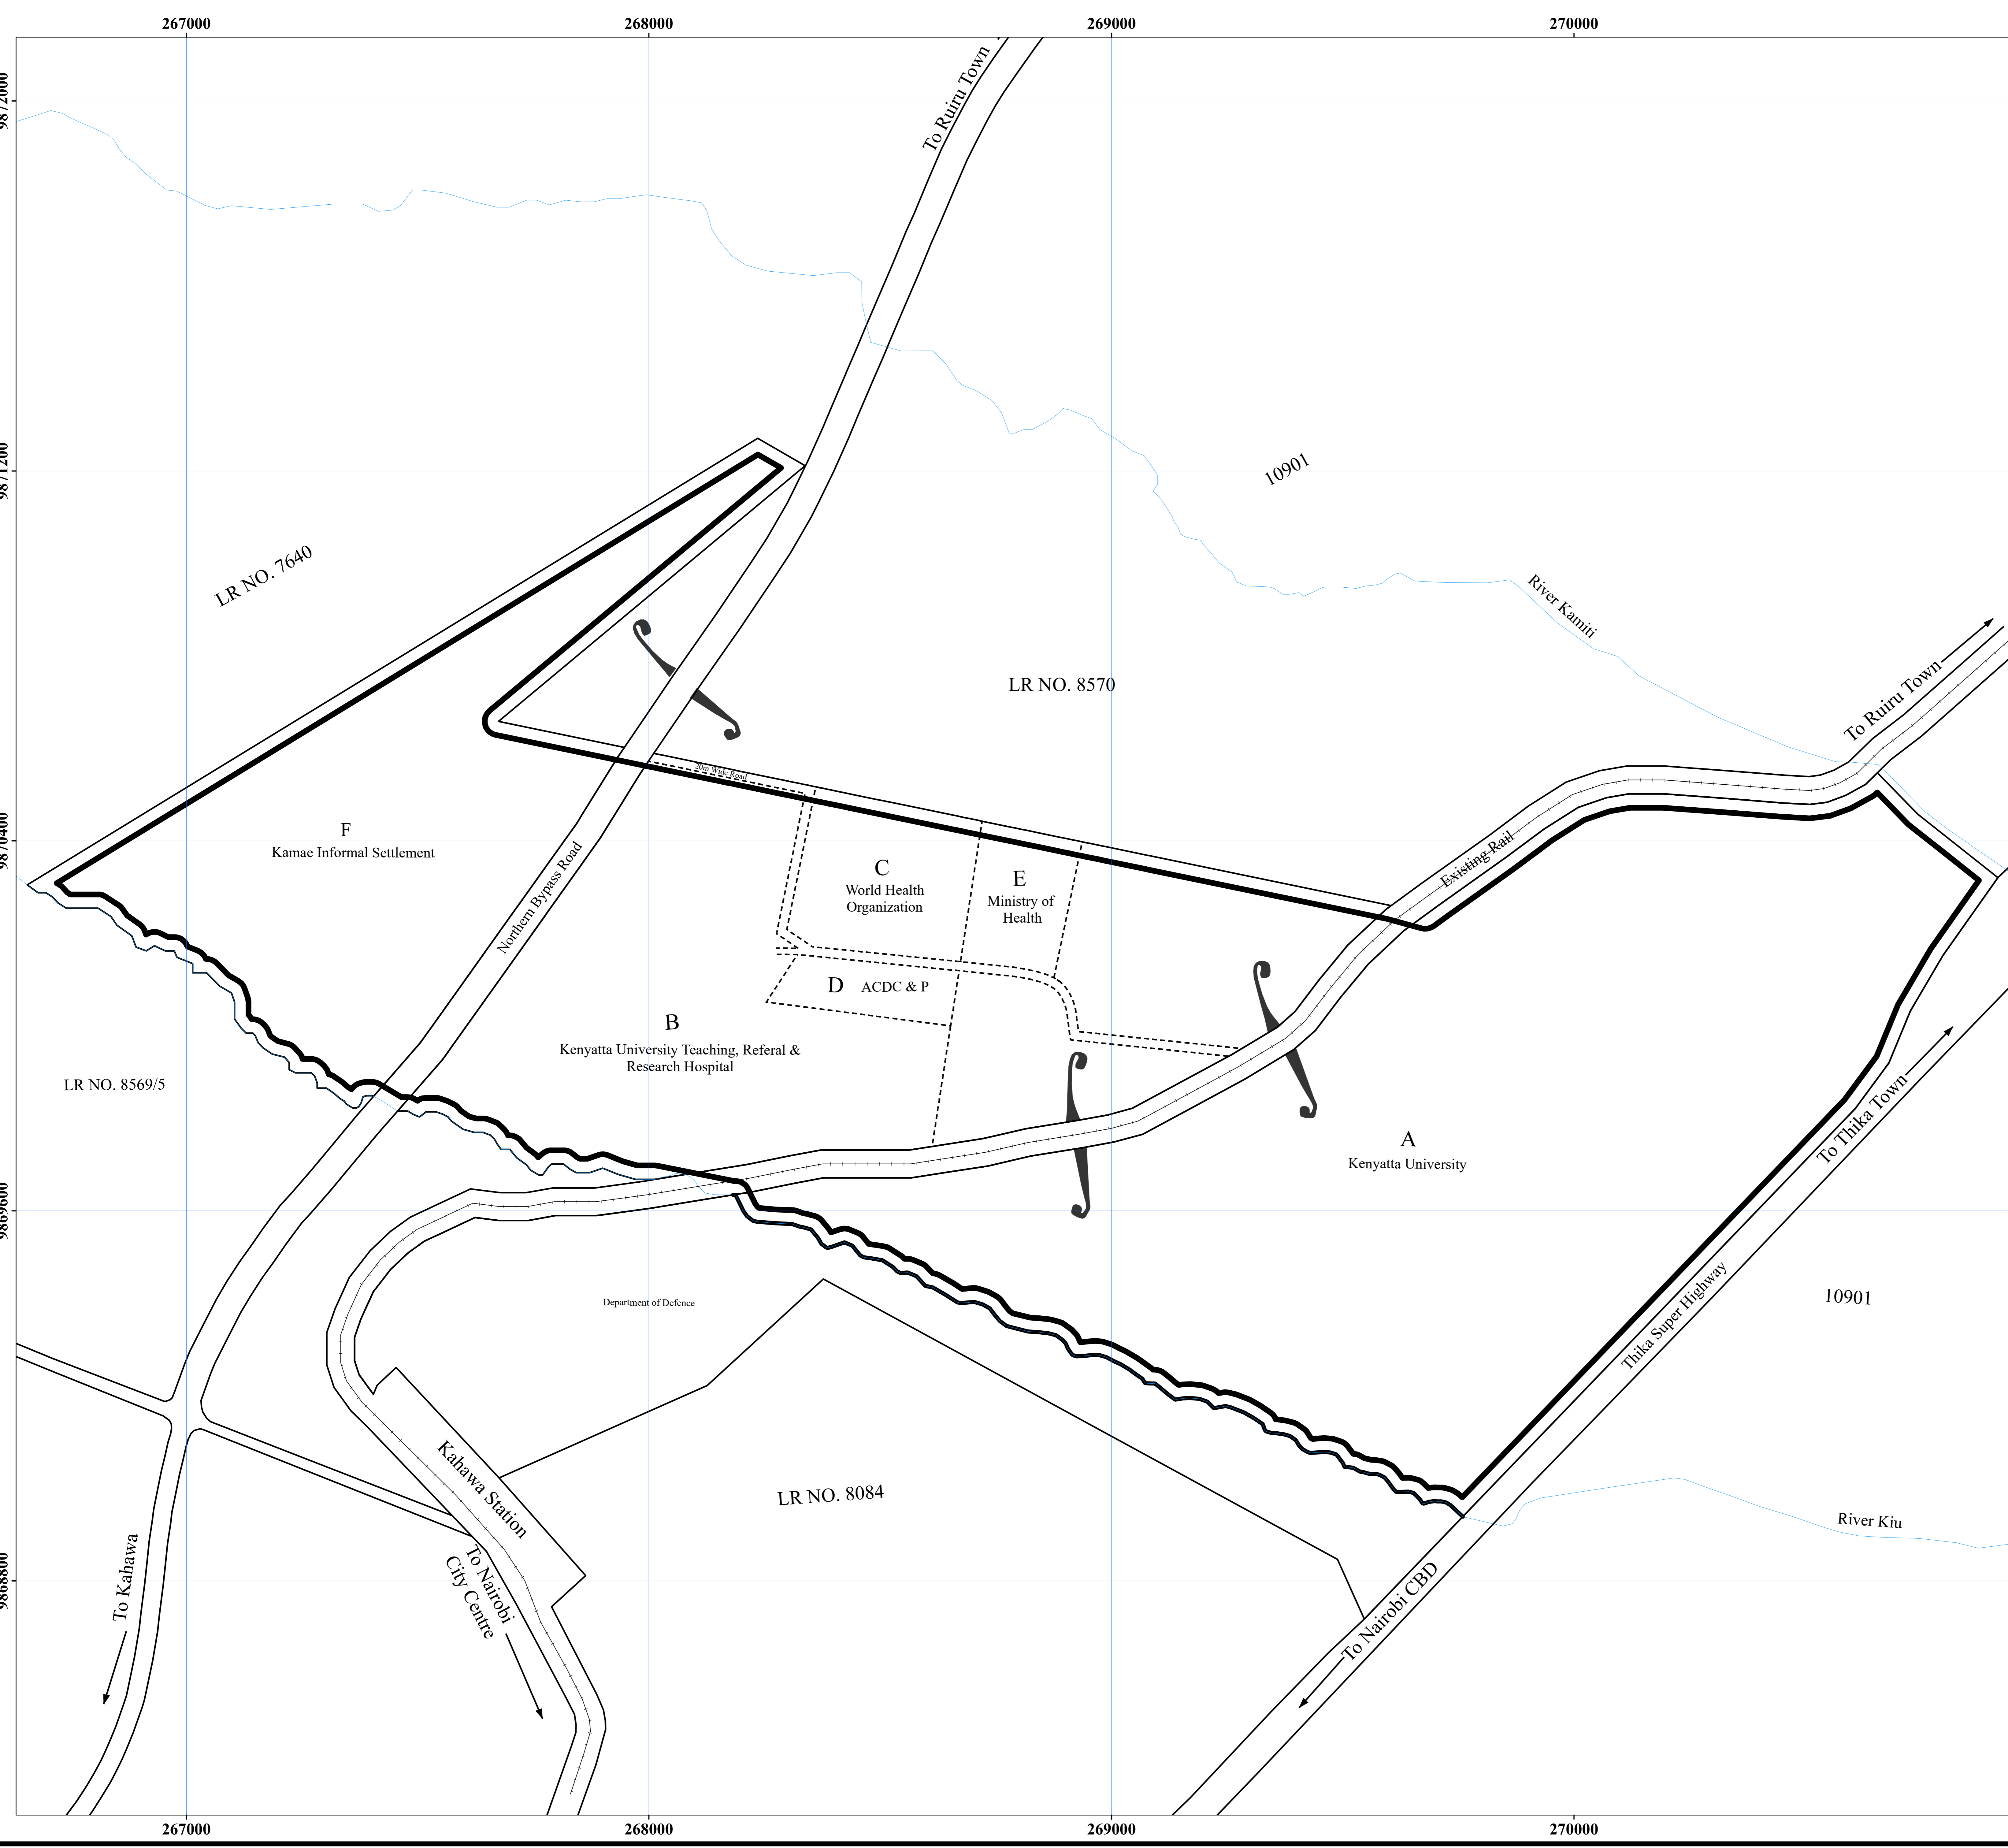 267000
268000
269000
270000
9872000
To Ruiru Town
10901
LR NO. 7640
River Kamiti
LR NO. 8570
To Ruiru Town
20m Wide Road
F
Kamae Informal Settlement
Northern Bypass Road
C
World Health
Organization
E
Ministry of
Health
Existing Rail
D
ACDC & P
B
Kenyatta University Teaching, Referal &
Research Hospital
LR NO. 8569/5
A
Kenyatta University
To Thika Town
Thika Super Highway
10901
Department of Defence
Kahawa Station
LR NO. 8084
River Kiu
To Kahawa
To Nairobi
City Centre
To Nairobi CBD
267000
268000
269000
270000